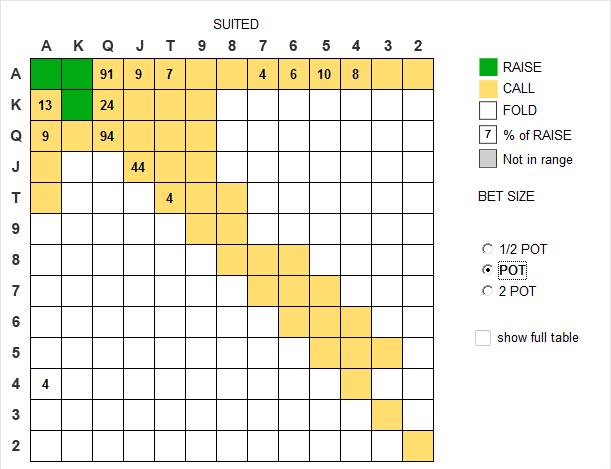 SUITED
A K Q J T 9 8 7 6 5 4 3 2
A 91 9 7 4 6 10 8
K 13 24
Q 9 94
J 44
T 4
9
8
7
6
5
4 4
3
2
RAISE
CALL
FOLD
7 % of RAISE
Not in range
BET SIZE
1/2 POT
POT
2 POT
show full table